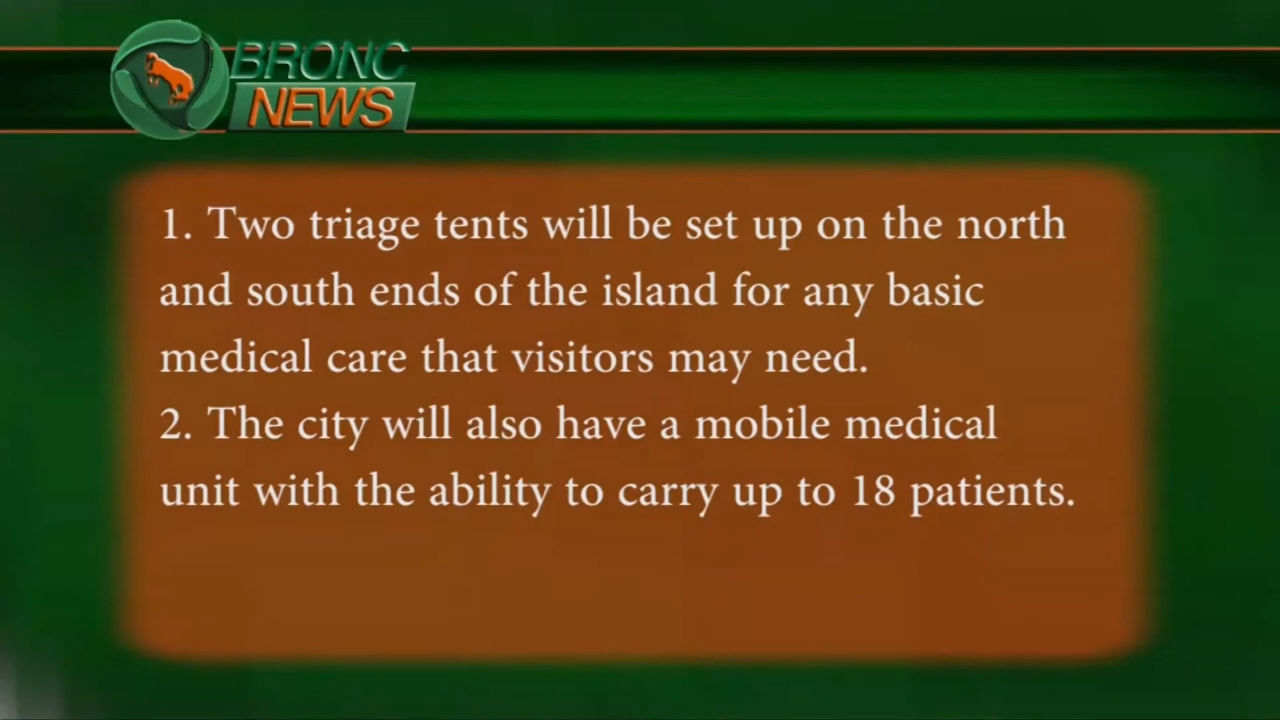 BRONC
NEWS
1. Two triage tents will be set up on the north
and south ends of the island for any basic
medical care that visitors may need.
2. The city will also have a mobile medical
unit with the ability to carry up to 18 patients.